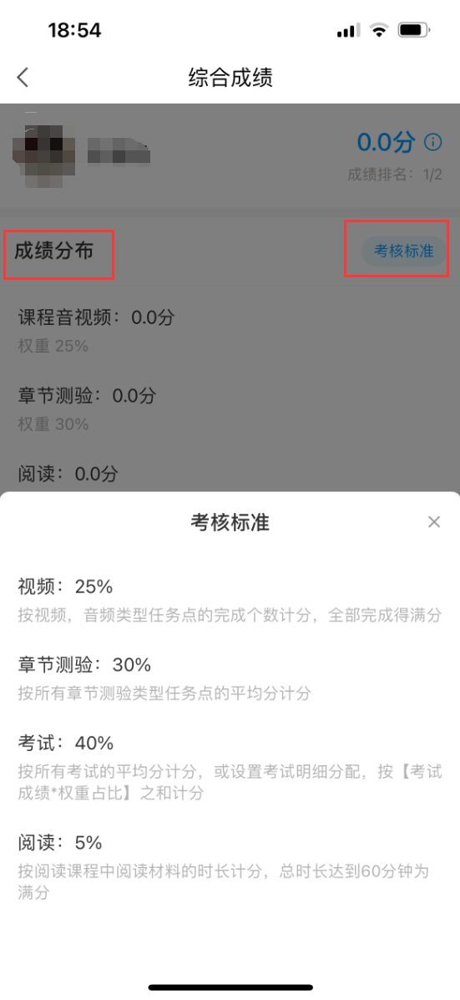 18:54
综合成绩
0.0分
成绩排名：1/2
成绩分布
考核标准
课程音视频：0.0分
权重 25%
章节测验：0.0分
权重 30%
阅读：0.0分
考核标准
视频：25%
按视频，音频类型任务点的完成个数计分，全部完成得满分
章节测验：30%
按所有章节测验类型任务点的平均分计分
考试：40%
按所有考试的平均分计分，或设置考试明细分配，按【考试
成绩*权重占比】之和计分
阅读：5%
按阅读课程中阅读材料的时长计分，总时长达到60分钟为
满分